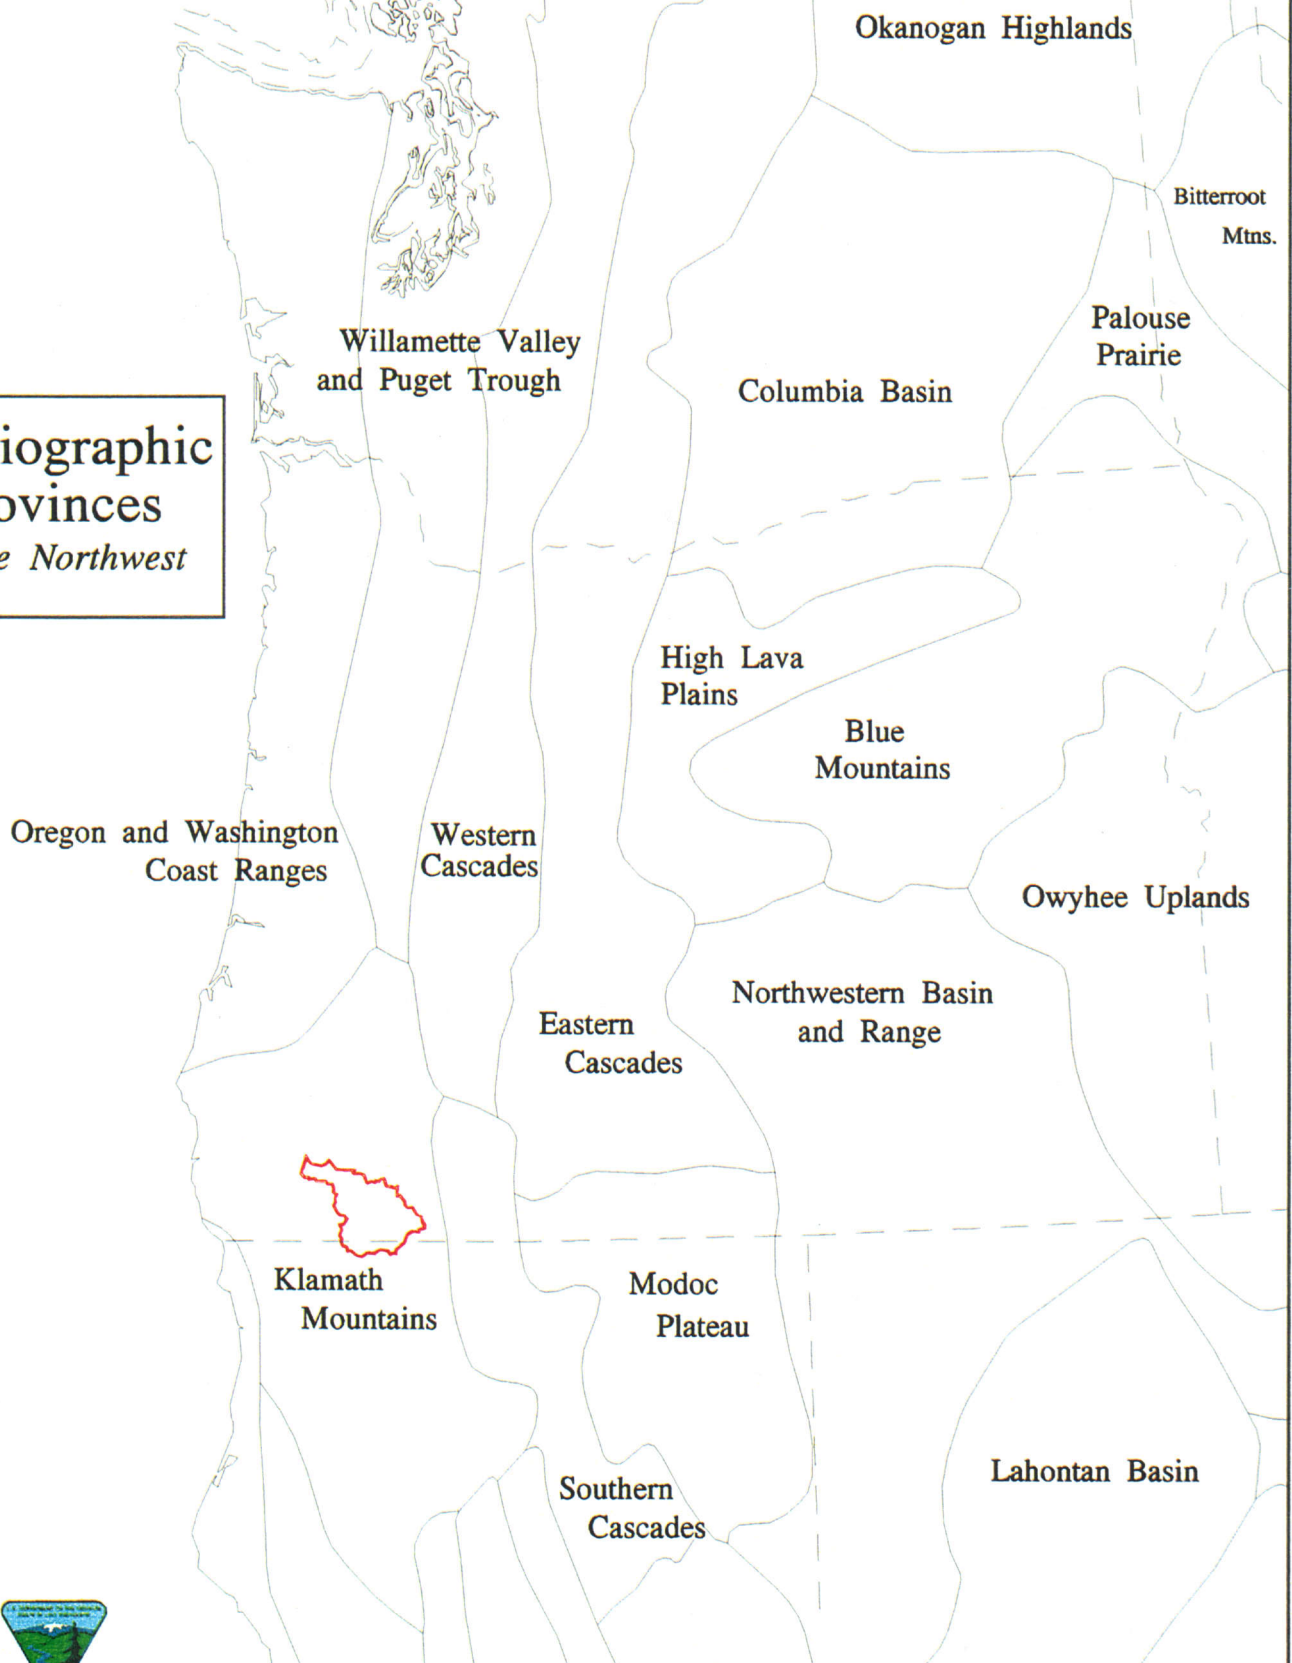 Okanogan Highlands
Bitterroot
Mtns.
Palouse
Prairie
Willamette Valley
and Puget Trough
Columbia Basin
iographic
ovinces
e Northwest
High Lava
Plains
Blue
Mountains
Oregon and Washington
Coast Ranges
Western
Cascades
Owyhee Uplands
Northwestern Basin
and Range
Eastern
Cascades
Klamath
Mountains
Modoc
Plateau
Lahontan Basin
Southern
Cascades